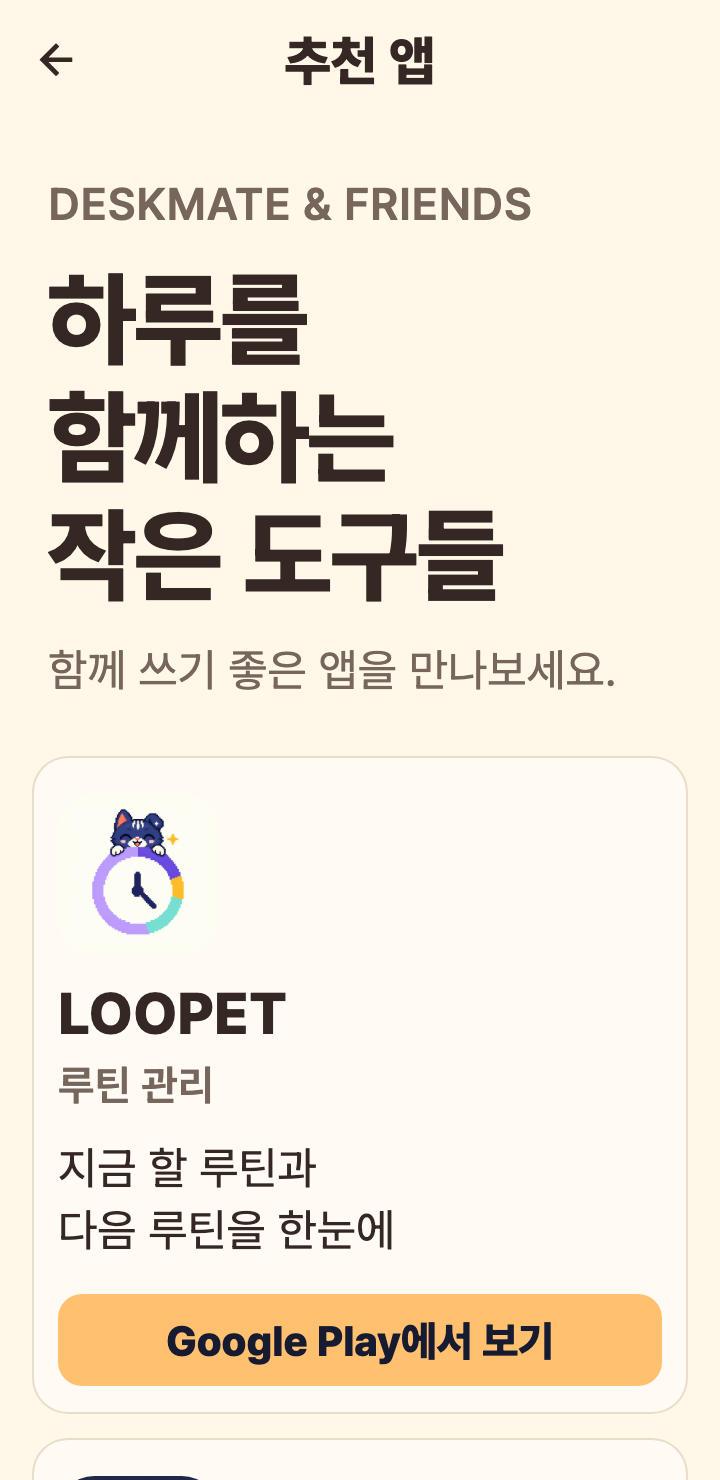 추천 앱
DESKMATE & FRIENDS
하루를
함께하는
작은 도구들
함께 쓰기 좋은 앱을 만나보세요.
LOOPET
루틴 관리
지금 할 루틴과
다음 루틴을 한눈에
Google Play에서 보기